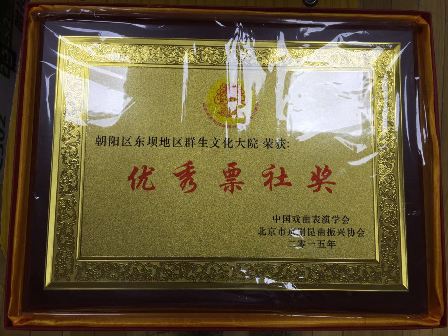 朝阳区东坝地区群生文化大院 荣获:
优秀票社奖
中国戏曲表演学会
北京市京剧昆曲振兴协会
二零一五年